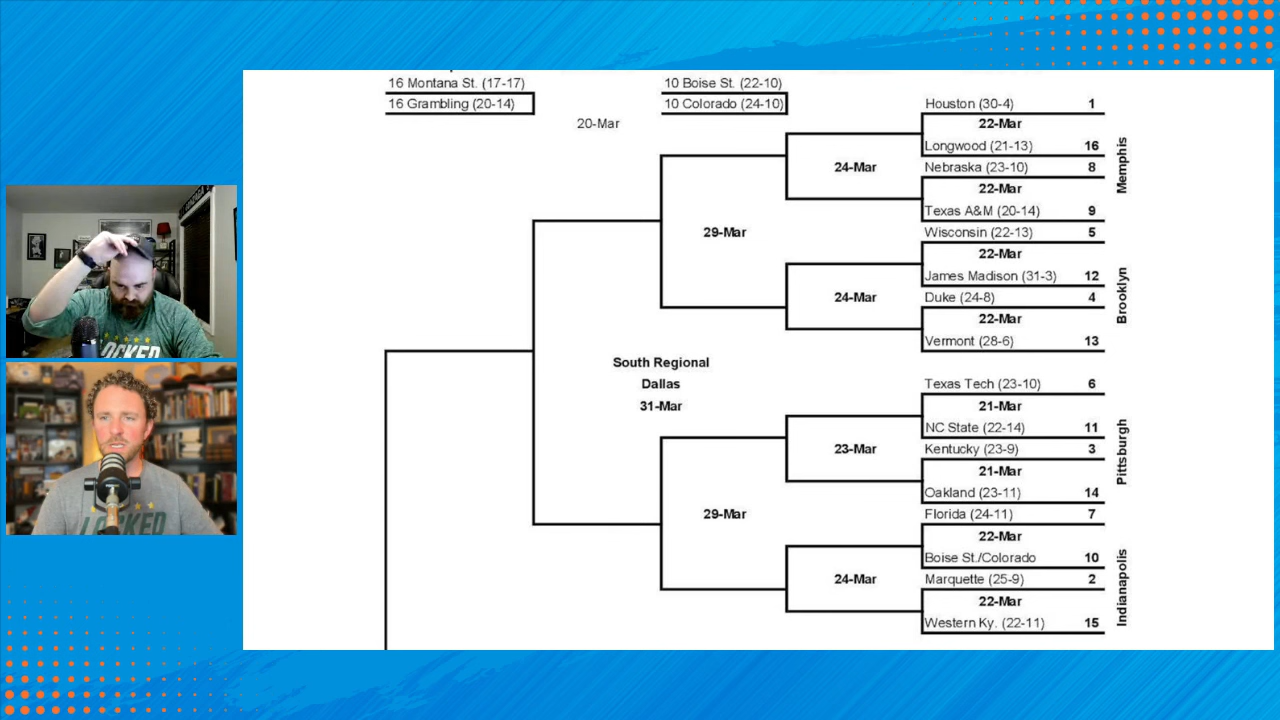 16 Montana St. (17-17)
16 Grambling (20-14)
20-Mar
10 Boise St. (22-10)
10 Colorado (24-10)
Houston (30-4) 1
22-Mar
Longwood (21-13) 16
24-Mar
Nebraska (23-10) 8
22-Mar
Texas A&M (20-14) 9
Memphis
29-Mar
Wisconsin (22-13) 5
22-Mar
James Madison (31-3) 12
24-Mar
Duke (24-8) 4
22-Mar
Vermont (28-6) 13
Brooklyn
South Regional
Dallas
31-Mar
Texas Tech (23-10) 6
21-Mar
NC State (22-14) 11
23-Mar
Kentucky (23-9) 3
21-Mar
Oakland (23-11) 14
Pittsburgh
29-Mar
Florida (24-11) 7
22-Mar
Boise St./Colorado 10
24-Mar
Marquette (25-9) 2
22-Mar
Western Ky. (22-11) 15
Indianapolis
LOCKED
LOCKED